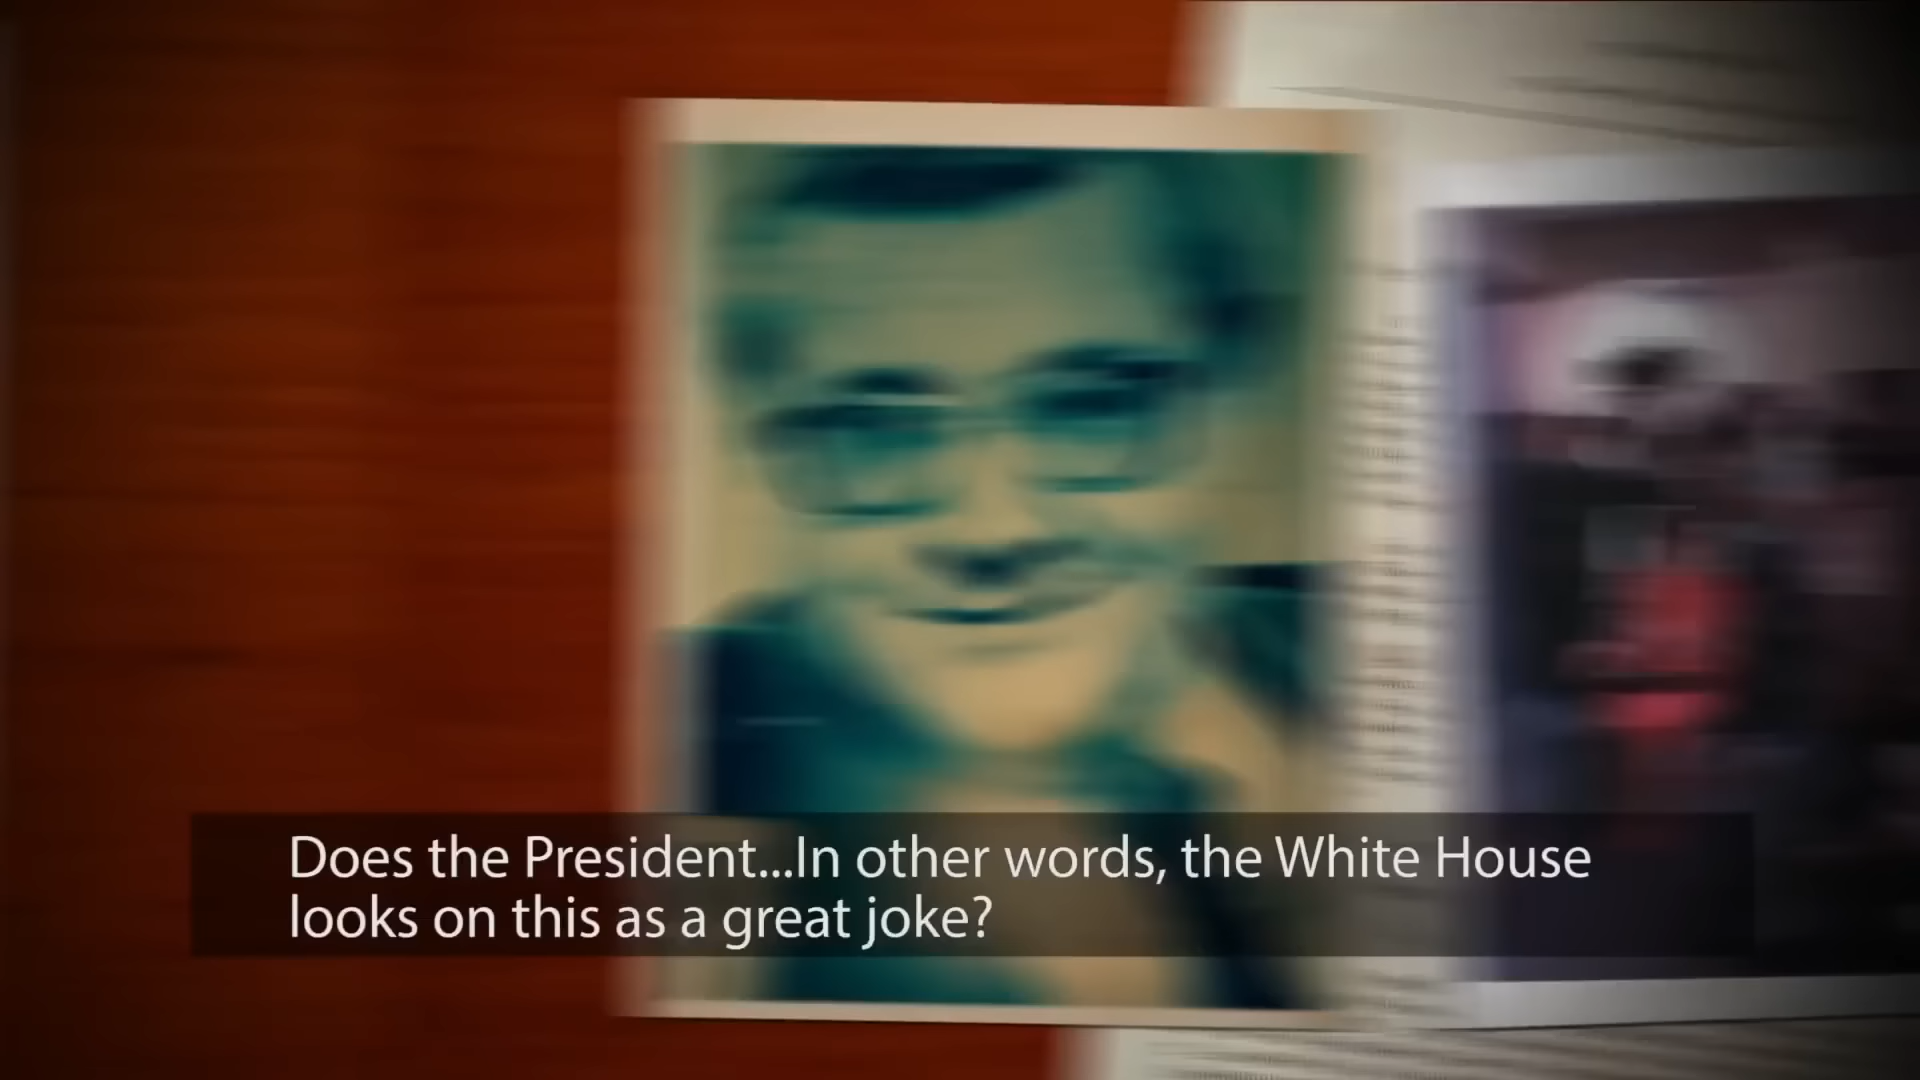 Does the President...In other words, the White House
looks on this as a great joke?